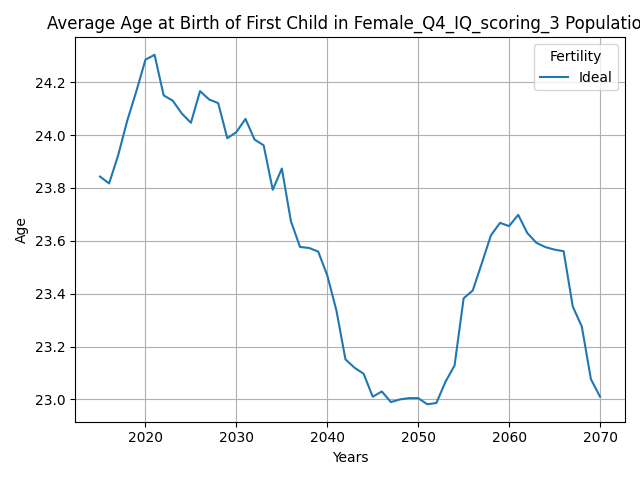 Average Age at Birth of First Child in Female_Q4_IQ_scoring_3 Populatio
Fertility
Ideal
24.2
24.0
23.8
23.6
23.4
23.2
23.0
Age
2020 2030 2040 2050 2060 2070
Years